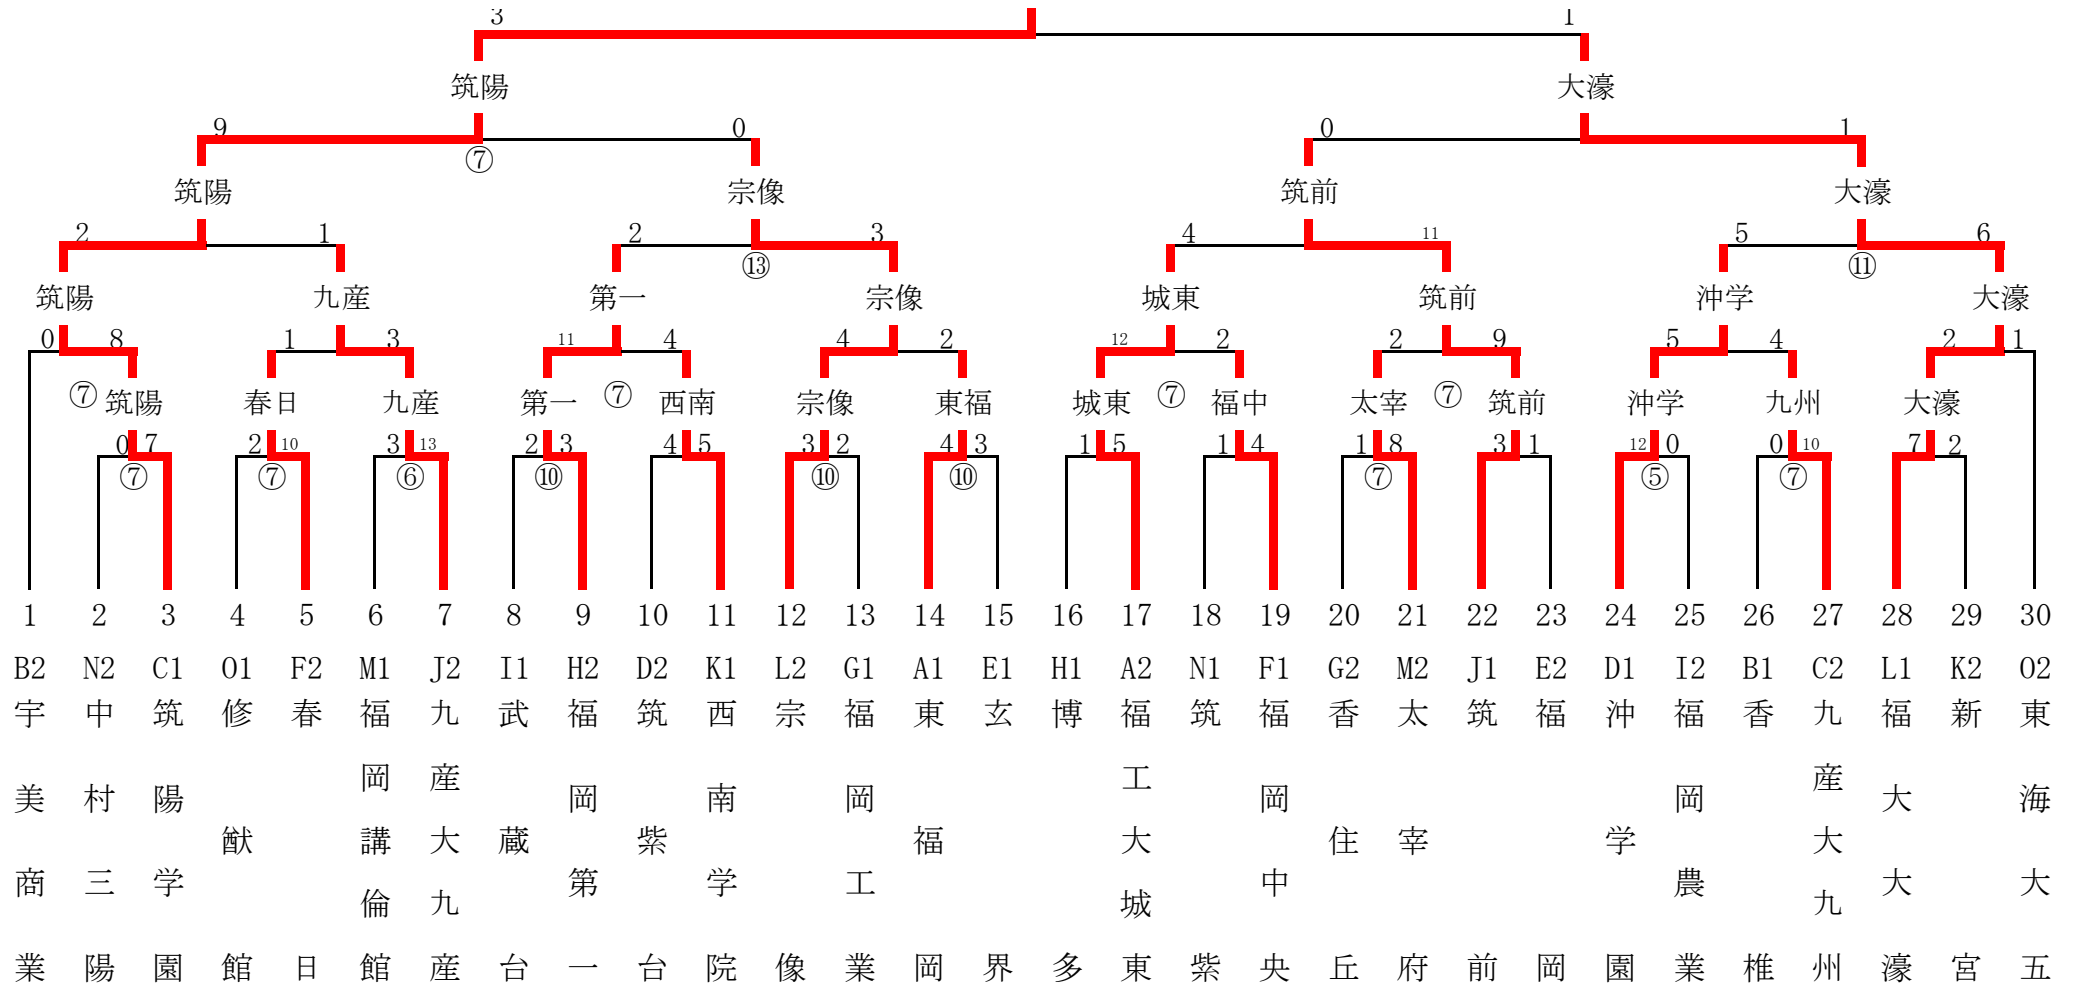 3 1
筑陽 大濠
9 0 0 1
⑦
筑陽 宗像 筑前 大濠
2 1 2 3 4 11 5 6
⑬ ⑪
筑陽 九産 第一 宗像 城東 筑前 沖学 大濠
0 8 1 3 11 4 4 2 12 2 2 9 5 4 2 1
⑦ 筑陽 春日 九産 第一 ⑦ 西南 宗像 東福 城東 ⑦ 福中 太宰 ⑦ 筑前 沖学 九州 大濠
0 7 2 10 3 13 2 3 4 5 3 2 4 3 1 5 1 4 1 8 3 1 12 0 0 10 7 2
⑦ ⑦ ⑥ ⑩ ⑩ ⑩ ⑦ ⑤ ⑦
1 2 3 4 5 6 7 8 9 10 11 12 13 14 15 16 17 18 19 20 21 22 23 24 25 26 27 28 29 30
B2 N2 C1 O1 F2 M1 J2 I1 H2 D2 K1 L2 G1 A1 E1 H1 A2 N1 F1 G2 M2 J1 E2 D1 I2 B1 C2 L1 K2 O2
宇美商業
中村三陽
筑陽学園
修猷館
春日
福岡講倫館
九産大九産
武蔵台
福岡第一
筑紫台
西南学院
宗像
福岡工業
東福岡
玄界
博多
福工大城東
筑紫
福岡中央
香住丘
太宰府
筑前
福岡
沖学園
福岡農業
香椎
九産大九州
福大大濠
新宮
東海大五